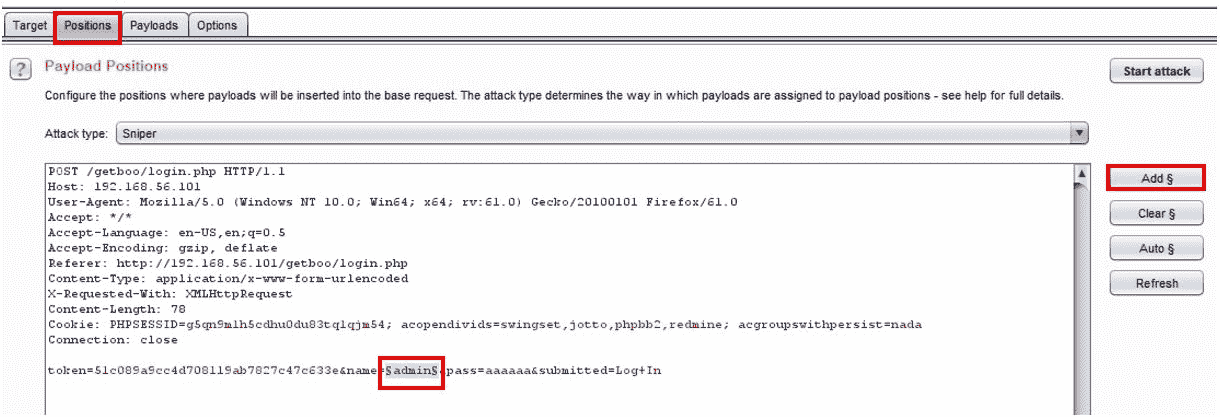 Target Positions Payloads Options
? Payload Positions
Start attack
Configure the positions where payloads will be inserted into the base request. The attack type determines the way in which payloads are assigned to payload positions - see help for full details.
Attack type: Sniper
POST /getboo/login.php HTTP/1.1
Host: 192.168.56.101
User-Agent: Mozilla/5.0 (Windows NT 10.0; Win64; x64; rv:61.0) Gecko/20100101 Firefox/61.0
Accept: */*
Accept-Language: en-US,en;q=0.5
Accept-Encoding: gzip, deflate
Referer: http://192.168.56.101/getboo/login.php
Content-Type: application/x-www-form-urlencoded
X-Requested-With: XMLHttpRequest
Content-Length: 78
Cookie: PHPSESSID=g5qn9mlh5cdhu0du83tqlqjm54; acopendivids=swingset,jotto,phpbb2,redmine; acgroupswithpersist=nada
Connection: close
token=51c089a9cc4d708119ab7827c47c633e&name=§admin§&pass=aaaaaa&submitted=Log+In
Add §
Clear §
Auto §
Refresh